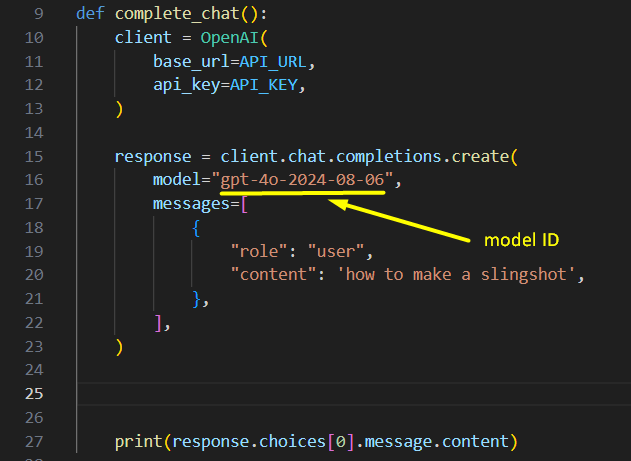 9 def complete_chat():
10 client = OpenAI(
11 base_url=API_URL,
12 api_key=API_KEY,
13 )
14
15 response = client.chat.completions.create(
16 model="gpt-4o-2024-08-06",
17 messages=[
18 {
19 "role": "user",
model ID
20 "content": 'how to make a slingshot',
21 },
22 ],
23 )
24
25
26
27 print(response.choices[0].message.content)